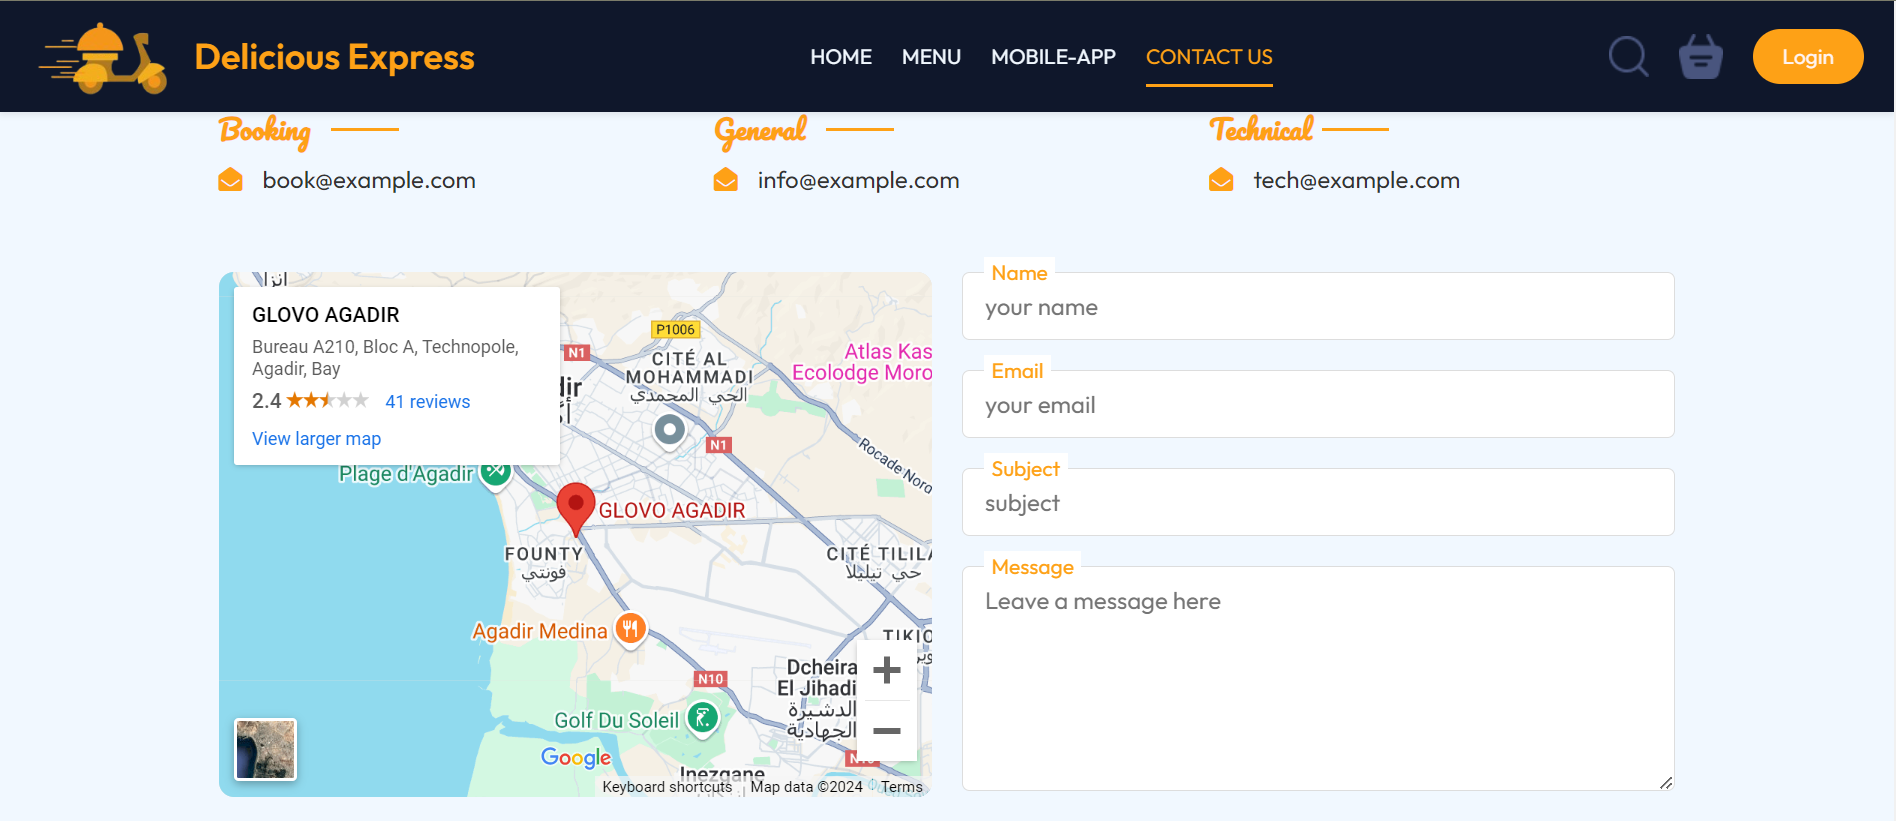 Delicious Express
HOME MENU MOBILE-APP CONTACT US
Login
Booking
General
Technical
book@example.com
info@example.com
tech@example.com
GLOVO AGADIR
Bureau A210, Bloc A, Technopole,
Agadir, Bay
2.4 41 reviews
View larger map
P1006
N1
CITÉ AL
MOHAMMADI
الحي المحمدي
Atlas Kas
Ecolodge Moro
N1
Rocade Nord
Plage d'Agadir
GLOVO AGADIR
FOUNTY
فونتي
CITÉ TILILA
حي تيليلا
Agadir Medina
TIKIO
N10
Dcheira
El Jihadi
الدشيرة
الجهادية
Golf Du Soleil
Google
Inezgane
Keyboard shortcuts
Map data ©2024
Terms
Name
your name
Email
your email
Subject
subject
Message
Leave a message here